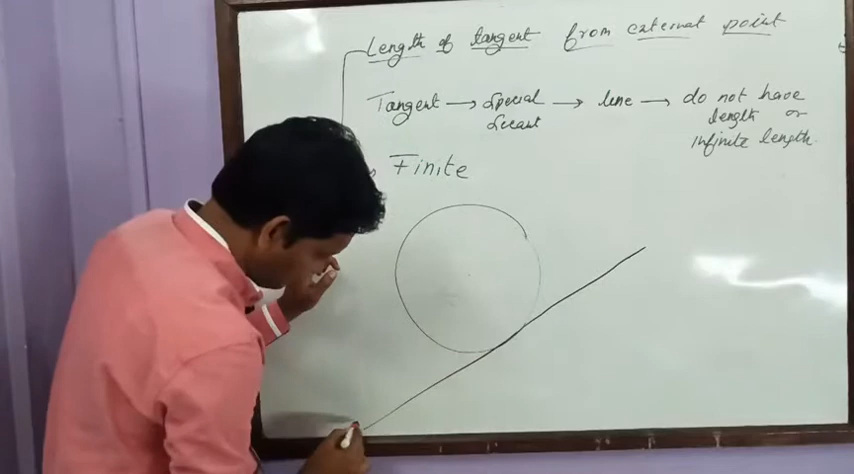 Length of tangent from external point
Tangent → Special → line → do not have
Secant length or
infinite length.
Finite